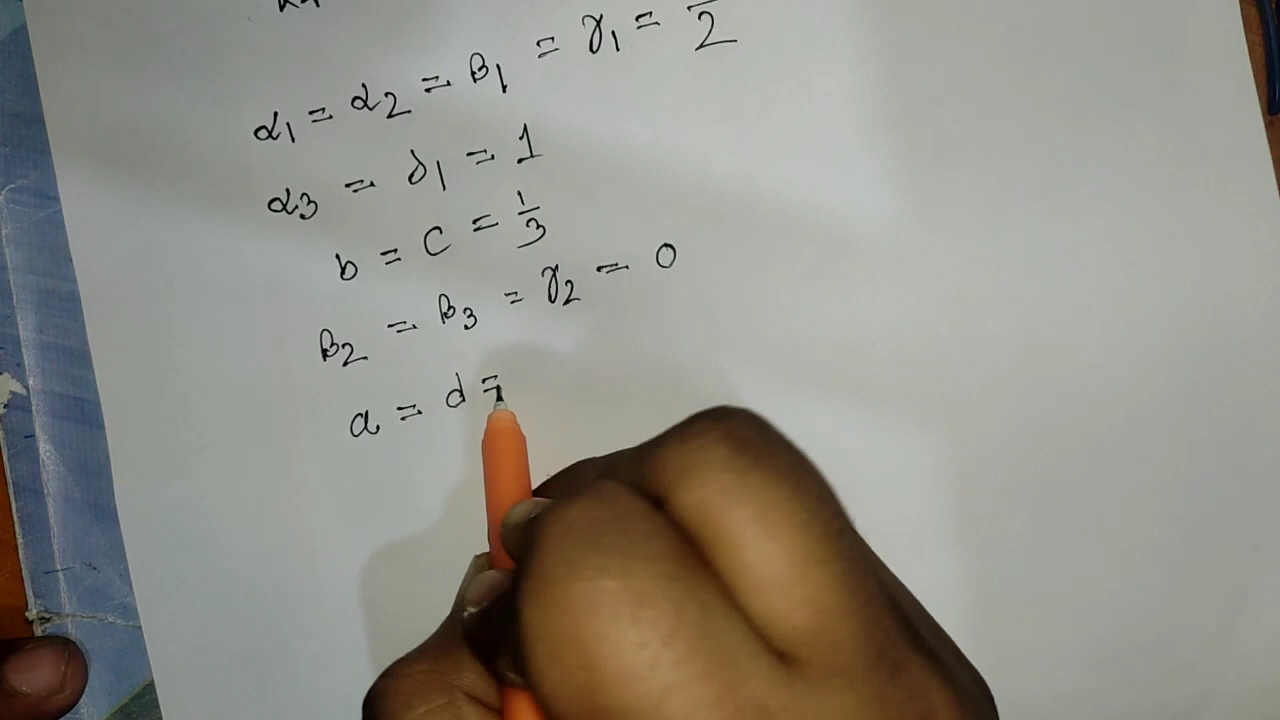 α₁ = α₂ = β₁ = γ₁ = 1/2
α₃ = δ₁ = 1
b = c = 1/3
β₂ = β₃ = γ₂ = 0
a = d =